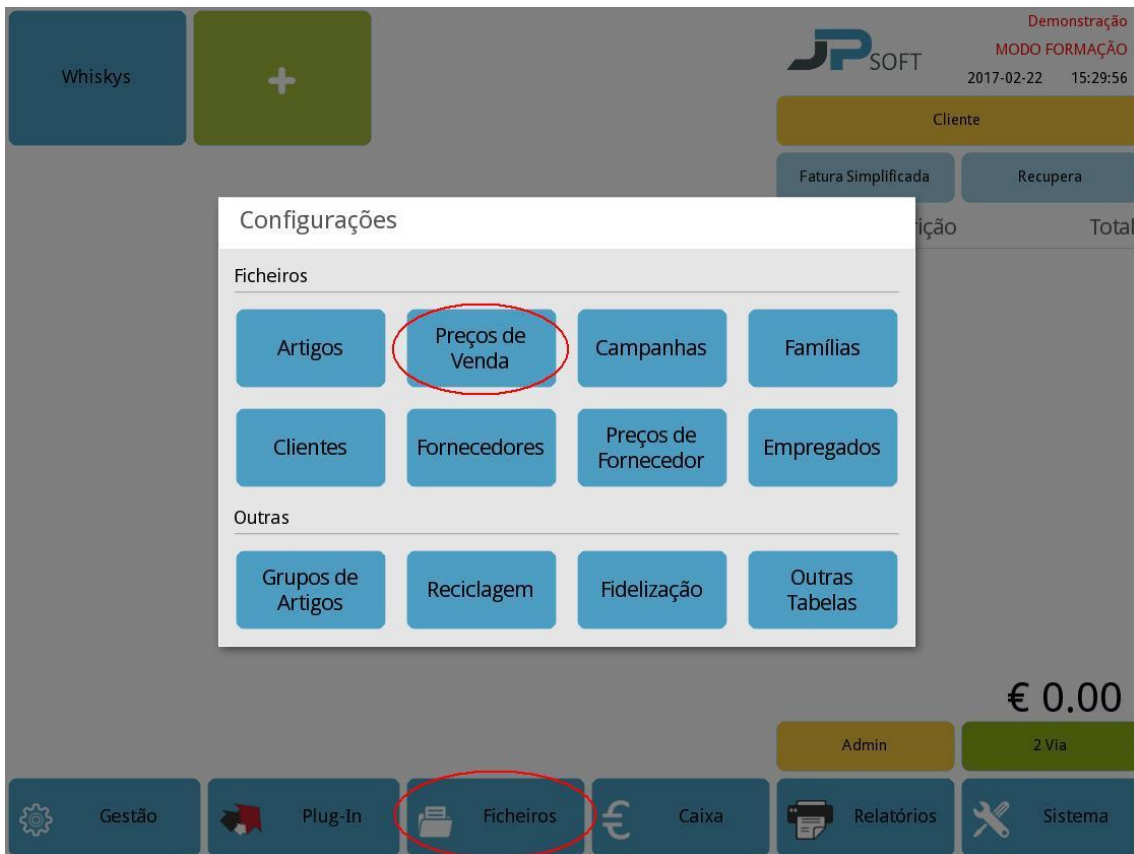 Whiskys
+
JPSOFT
Demonstração
MODO FORMAÇÃO
2017-02-22 15:29:56
Cliente
Fatura Simplificada Recupera
rição Total
Configurações
Ficheiros
Artigos
Preços de
Venda
Campanhas
Famílias
Clientes
Fornecedores
Preços de
Fornecedor
Empregados
Outras
Grupos de
Artigos
Reciclagem
Fidelização
Outras
Tabelas
€ 0.00
Admin 2 Via
Gestão Plug-In Ficheiros € Caixa Relatórios Sistema